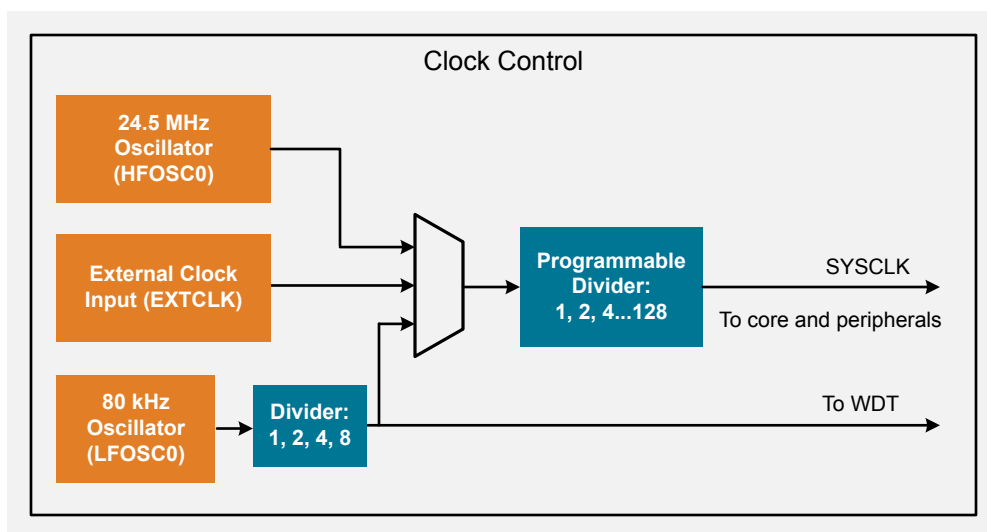 Clock Control
24.5 MHz
Oscillator
(HFOSC0)
External Clock
Input (EXTCLK)
80 kHz
Oscillator
(LFOSC0)
Divider:
1, 2, 4, 8
Programmable
Divider:
1, 2, 4...128
SYSCLK
To core and peripherals
To WDT